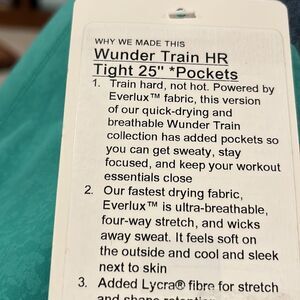 WHY WE MADE THIS
Wunder Train HR
Tight 25" *Pockets
1. Train hard, not hot. Powered by
Everlux™ fabric, this version
of our quick-drying and
breathable Wunder Train
collection has added pockets so
you can get sweaty, stay
focused, and keep your workout
essentials close
2. Our fastest drying fabric,
Everlux™ is ultra-breathable,
four-way stretch, and wicks
away sweat. It feels soft on
the outside and cool and sleek
next to skin
3. Added Lycra® fibre for stretch
and shape retention